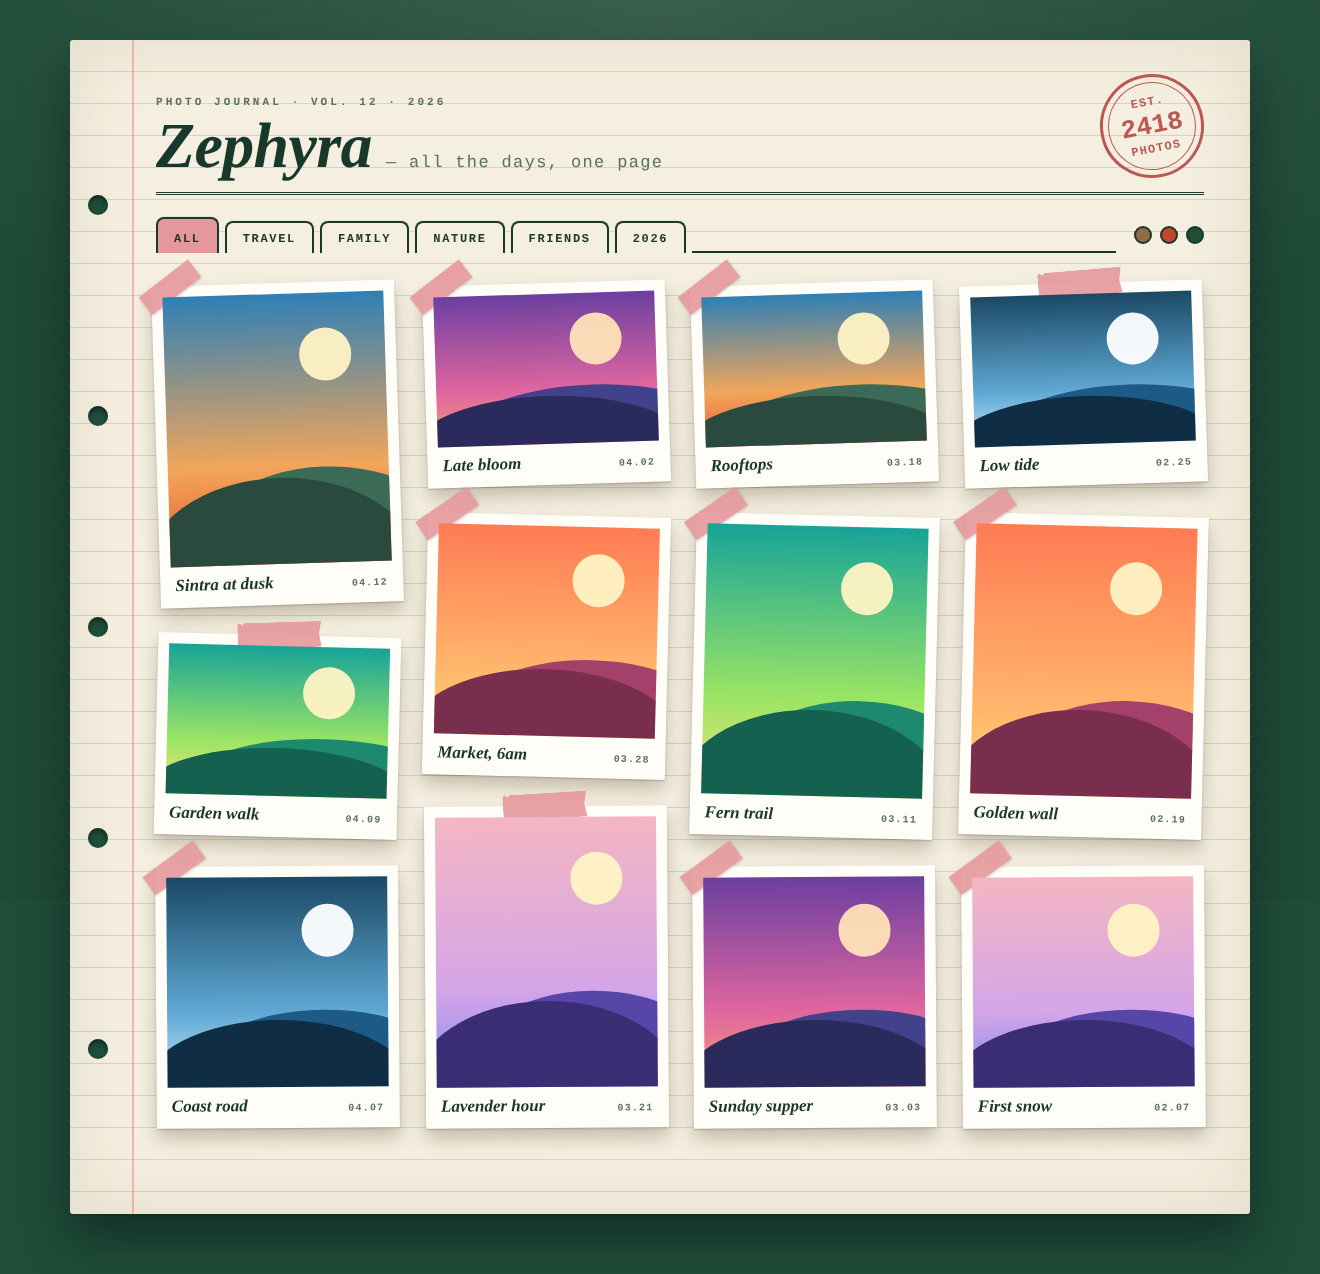 PHOTO JOURNAL · VOL. 12 · 2026
Zephyra — all the days, one page
EST.
2418
PHOTOS
ALL TRAVEL FAMILY NATURE FRIENDS 2026
Sintra at dusk 04.12
Late bloom 04.02
Rooftops 03.18
Low tide 02.25
Garden walk 04.09
Market, 6am 03.28
Fern trail 03.11
Golden wall 02.19
Coast road 04.07
Lavender hour 03.21
Sunday supper 03.03
First snow 02.07